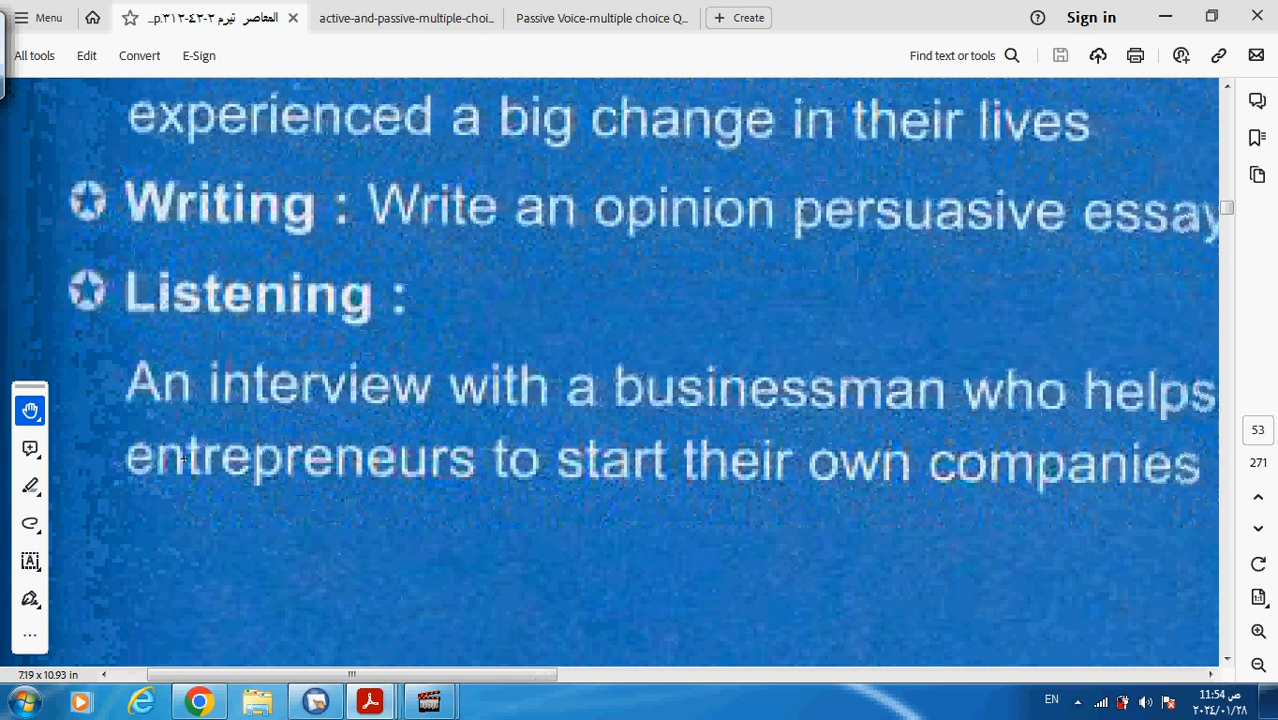 Menu
المعاصر تيرم ٢-٢٤-٣١٣.p...
active-and-passive-multiple-choi...
Passive Voice-multiple choice Q...
Create
Sign in
All tools
Edit
Convert
E-Sign
Find text or tools
experienced a big change in their lives
Writing : Write an opinion persuasive essay
Listening :
An interview with a businessman who helps
entrepreneurs to start their own companies
53
271
7.19 x 10.93 in
EN
11:54 ص
٢٠٢٤/٠١/٢٨